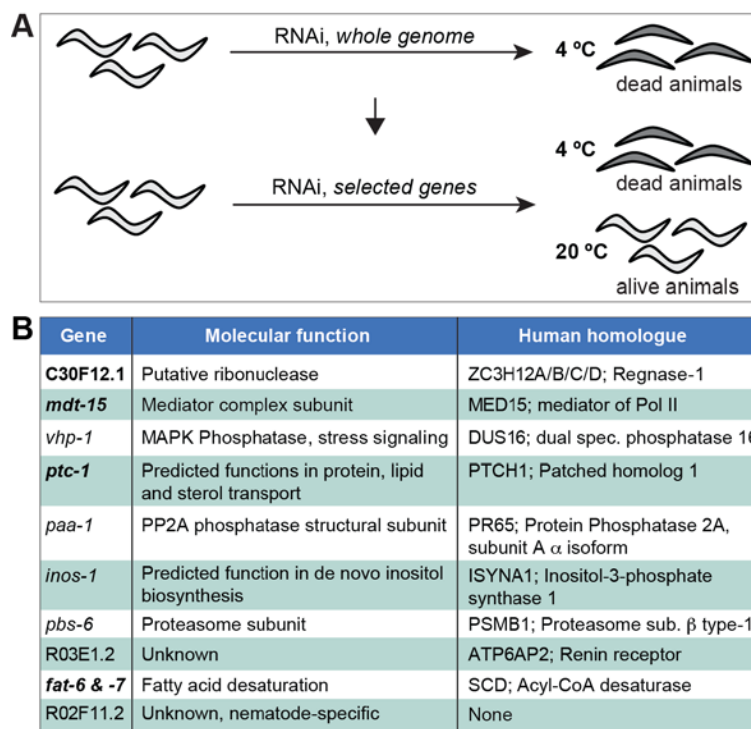 A
RNAi, whole genome
4 ºC
dead animals
4 ºC
dead animals
RNAi, selected genes
20 ºC
alive animals
B
Gene Molecular function Human homologue
C30F12.1 Putative ribonuclease ZC3H12A/B/C/D; Regnase-1
mdt-15 Mediator complex subunit MED15; mediator of Pol II
vhp-1 MAPK Phosphatase, stress signaling DUS16; dual spec. phosphatase 16
ptc-1 Predicted functions in protein, lipid PTCH1; Patched homolog 1
and sterol transport
paa-1 PP2A phosphatase structural subunit PR65; Protein Phosphatase 2A,
subunit A α isoform
inos-1 Predicted function in de novo inositol ISYNA1; Inositol-3-phosphate
biosynthesis synthase 1
pbs-6 Proteasome subunit PSMB1; Proteasome sub. β type-1
R03E1.2 Unknown ATP6AP2; Renin receptor
fat-6 & -7 Fatty acid desaturation SCD; Acyl-CoA desaturase
R02F11.2 Unknown, nematode-specific None